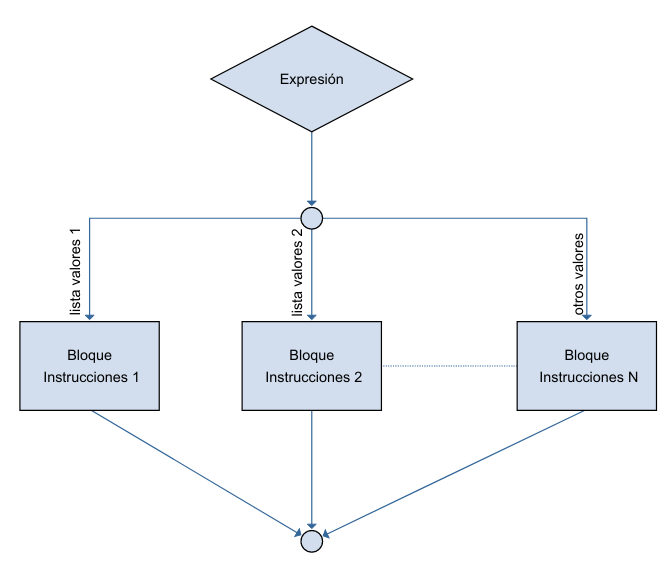 Expresión
lista valores 1
lista valores 2
otros valores
Bloque
Instrucciones 1
Bloque
Instrucciones 2
Bloque
Instrucciones N